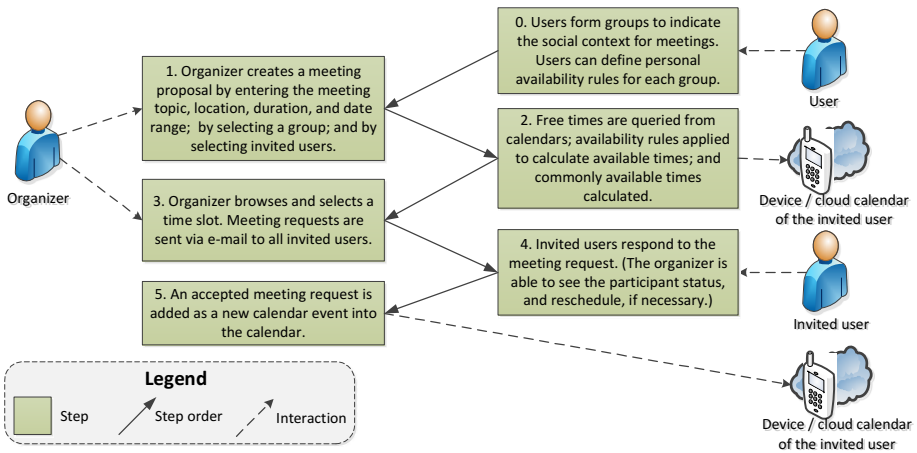 0. Users form groups to indicate
the social context for meetings.
Users can define personal
availability rules for each group.
User
1. Organizer creates a meeting
proposal by entering the meeting
topic, location, duration, and date
range;  by selecting a group; and by
selecting invited users.
Organizer
2. Free times are queried from
calendars; availability rules applied
to calculate available times; and
commonly available times
calculated.
Device / cloud calendar
of the invited user
3. Organizer browses and selects a
time slot. Meeting requests are
sent via e-mail to all invited users.
4. Invited users respond to the
meeting request. (The organizer is
able to see the participant status,
and reschedule, if necessary.)
Invited user
5. An accepted meeting request is
added as a new calendar event into
the calendar.
Device / cloud calendar
of the invited user
Legend
Step
Step order
Interaction